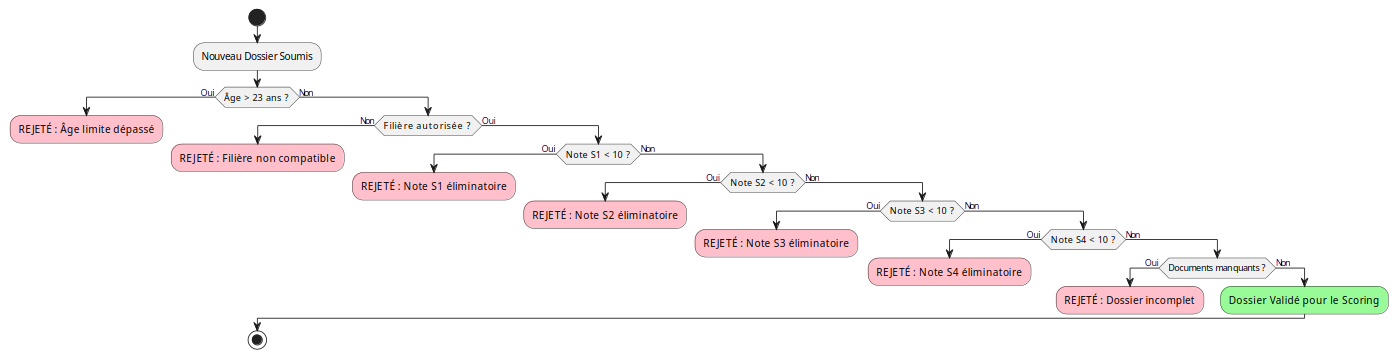 Nouveau Dossier Soumis
Oui
Âge > 23 ans ?
Non
REJETÉ : Âge limite dépassé
Non
Filière autorisée ?
Oui
REJETÉ : Filière non compatible
Oui
Note S1 < 10 ?
Non
REJETÉ : Note S1 éliminatoire
Oui
Note S2 < 10 ?
Non
REJETÉ : Note S2 éliminatoire
Oui
Note S3 < 10 ?
Non
REJETÉ : Note S3 éliminatoire
Oui
Note S4 < 10 ?
Non
REJETÉ : Note S4 éliminatoire
Oui
Documents manquants ?
Non
REJETÉ : Dossier incomplet
Dossier Validé pour le Scoring